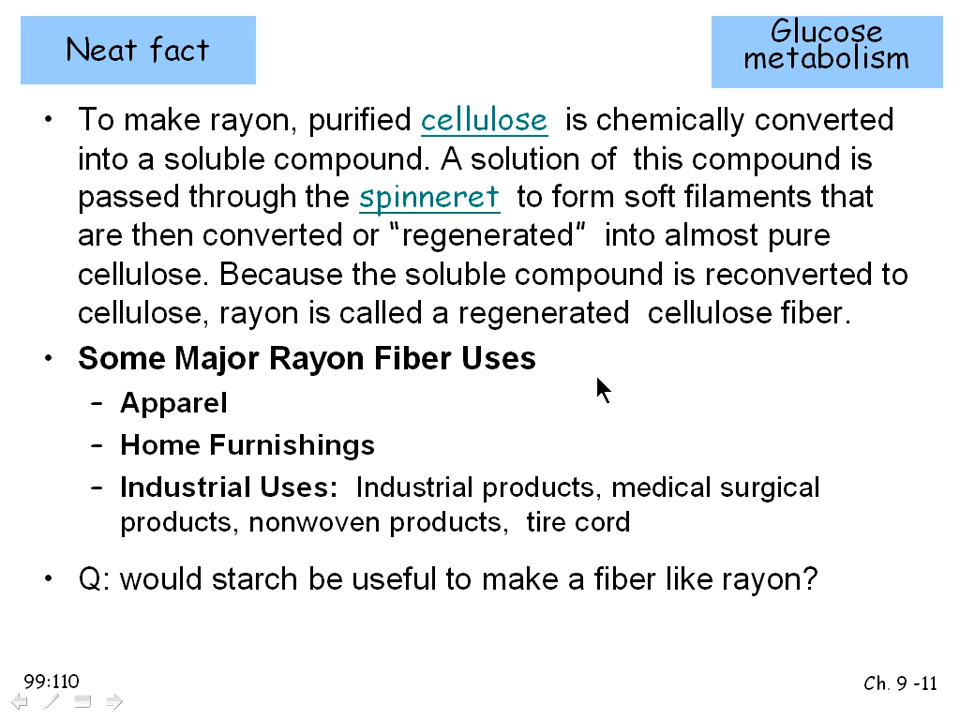 Neat fact
Glucose
metabolism
• To make rayon, purified cellulose is chemically converted
into a soluble compound. A solution of this compound is
passed through the spinneret to form soft filaments that
are then converted or "regenerated" into almost pure
cellulose. Because the soluble compound is reconverted to
cellulose, rayon is called a regenerated cellulose fiber.
• Some Major Rayon Fiber Uses
– Apparel
– Home Furnishings
– Industrial Uses: Industrial products, medical surgical
products, nonwoven products, tire cord
• Q: would starch be useful to make a fiber like rayon?
99:110
Ch. 9 -11